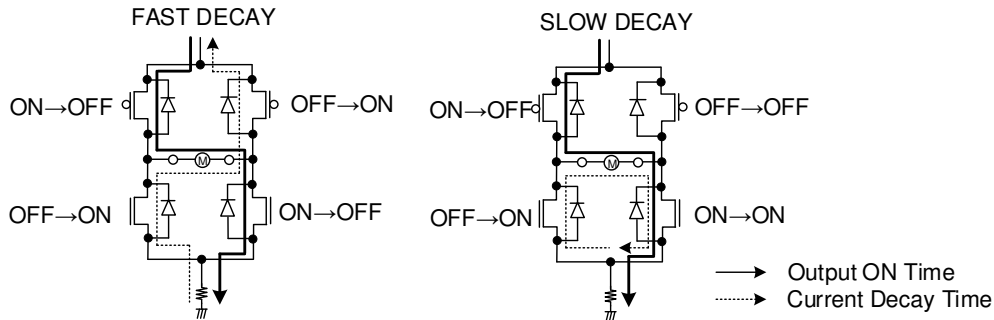 FAST DECAY
ON→OFF
OFF→ON
M
OFF→ON
ON→OFF
SLOW DECAY
ON→OFF
OFF→OFF
M
OFF→ON
ON→ON
Output ON Time
Current Decay Time